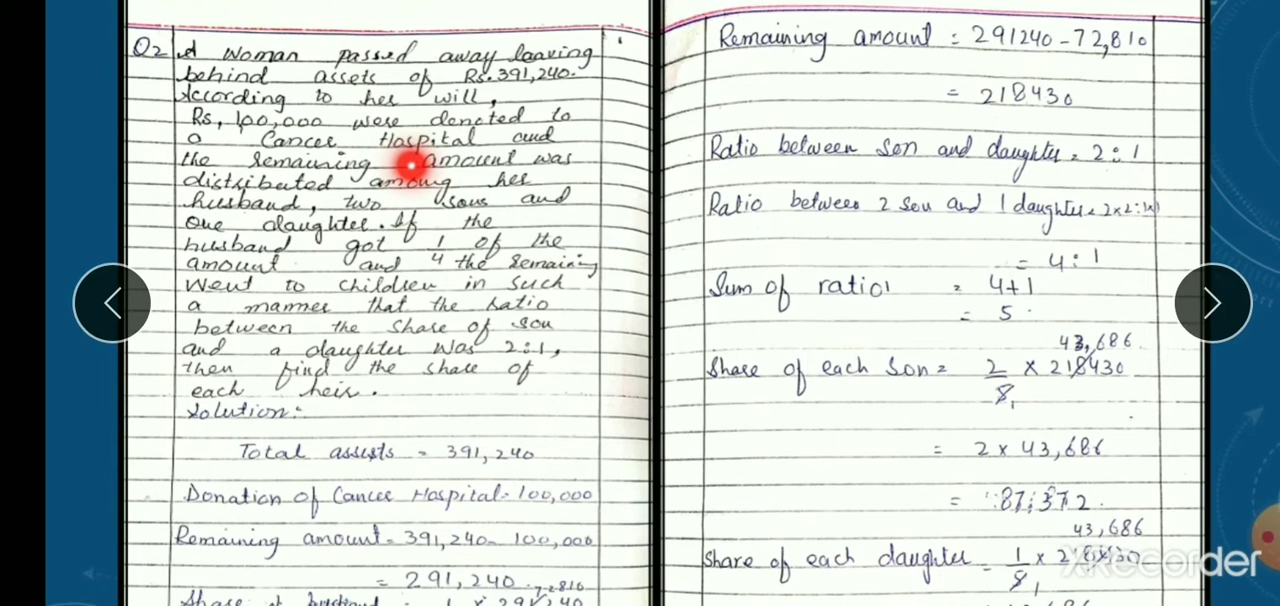 Q2 A Woman passed away leaving
behind assets of Rs. 391,240.
According to her will,
Rs, 100,000 were donoted to
a Cancer Hospital and
the remaining amount was
distributed among her
husband, two sons and
One daughter. If the
husband got 1/4 of the
amount and the remaining
went to children in such
a manner that the ratio
between the share of son
and a daughter was 2:1,
then find the share of
each heir.
Solution:-
Total assests = 391,240
Donation of Cancer Hospital = 100,000
Remaining amount = 391,240 - 100,000
= 291,240.
72810
Remaining amount = 291240 - 72,810
= 218430
Ratio between Son and daughter = 2:1
Ratio between 2 son and 1 daughter = 2x2:1x1
= 4:1
Sum of ratio = 4+1
= 5
43,686
Share of each Son = 2/5 x 218430
= 2 x 43,686
= 87,372.
43,686
Share of each daughter = 1/5 x 218430
XRecorder